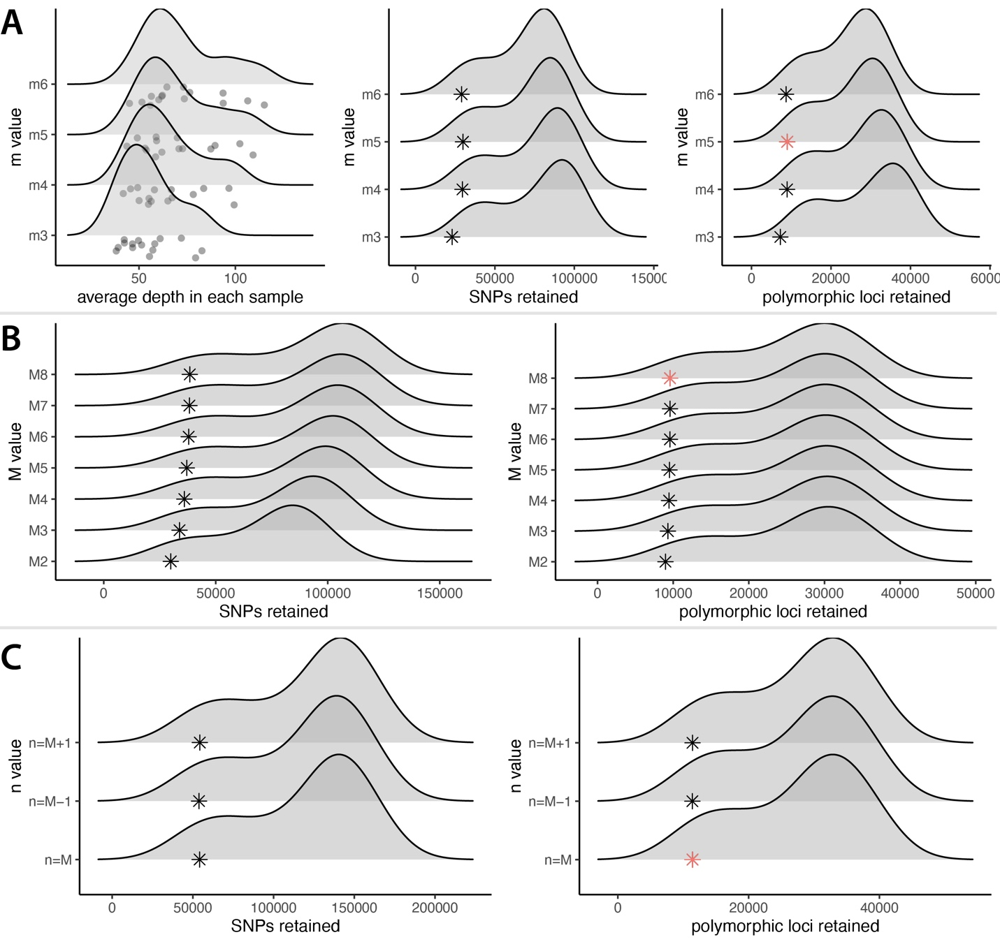 A
m value
m6
m5
m4
m3
50 100
average depth in each sample
m value
m6
m5
m4
m3
0 50000 100000 15000
SNPs retained
m value
m6
m5
m4
m3
0 20000 40000 6000
polymorphic loci retained
B
M value
M8
M7
M6
M5
M4
M3
M2
0 50000 100000 150000
SNPs retained
M value
M8
M7
M6
M5
M4
M3
M2
0 10000 20000 30000 40000 50000
polymorphic loci retained
C
n value
n=M+1
n=M−1
n=M
0 50000 100000 150000 200000
SNPs retained
n value
n=M+1
n=M−1
n=M
0 20000 40000
polymorphic loci retained